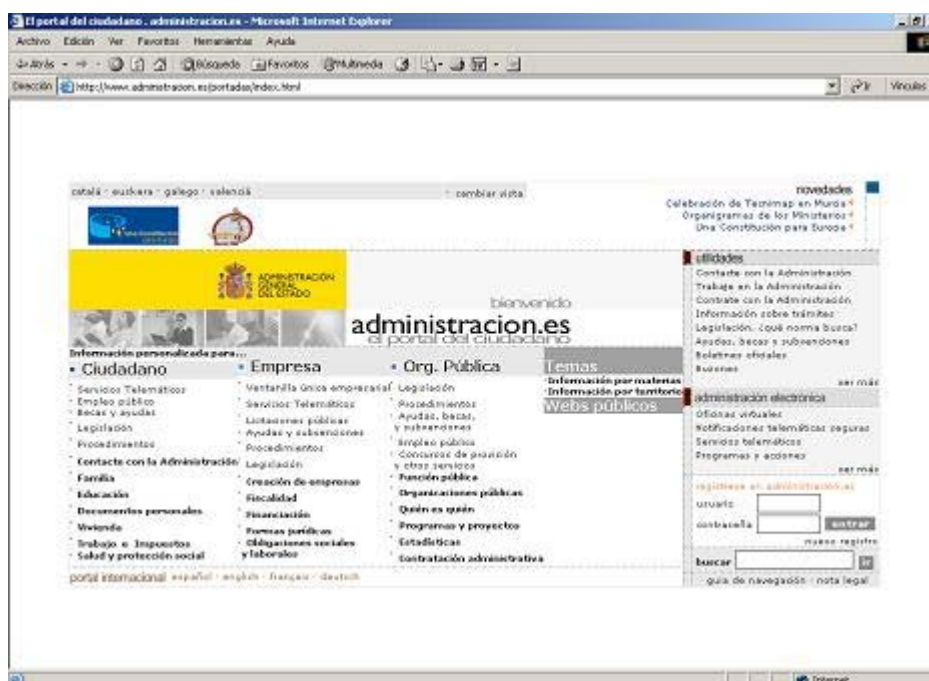 El portal del ciudadano . administracion.es - Microsoft Internet Explorer
Archivo Edición Ver Favoritos Herramientas Ayuda
Atrás Búsqueda Favoritos Multimedia
Dirección http://www.administracion.es/portadas/index.html Ir Vínculos
català · euskara · galego · valencià
cambiar vista
novedades
Celebración de Tecnimap en Murcia
Organigramas de los Ministerios
Una Constitución para Europa
ADMINISTRACIÓN
GENERAL
DEL ESTADO
bienvenido
administracion.es
el portal del ciudadano
Información personalizada para...
Ciudadano
Servicios Telemáticos
Empleo público
Becas y ayudas
Legislación
Procedimientos
Contacte con la Administración
Familia
Educación
Documentos personales
Vivienda
Trabajo e Impuestos
Salud y protección social
Empresa
Ventanilla única empresarial
Servicios Telemáticos
Licitaciones públicas
Ayudas y subvenciones
Procedimientos
Legislación
Creación de empresas
Fiscalidad
Financiación
Formas jurídicas
Obligaciones sociales
y laborales
Org. Pública
Legislación
Procedimientos
Ayudas, becas,
y subvenciones
Empleo público
Concursos de provisión
y otros servicios
Función pública
Organizaciones públicas
Quién es quién
Programas y proyectos
Estadísticas
Contratación administrativa
Temas
Información por materias
Información por territorio
Webs públicos
utilidades
Contacte con la Administración
Trabaje en la Administración
Contrate con la Administración
Información sobre trámites
Legislación. ¿qué norma busca?
Ayudas, becas y subvenciones
Boletines oficiales
Buzones
ver más
administración electrónica
Oficinas virtuales
Notificaciones telemáticas seguras
Servicios telemáticos
Programas y acciones
ver más
regístrese en administracion.es
usuario
contraseña
entrar
nuevo registro
buscar
ir
guía de navegación · nota legal
portal internacional español · english · français · deutsch
Internet